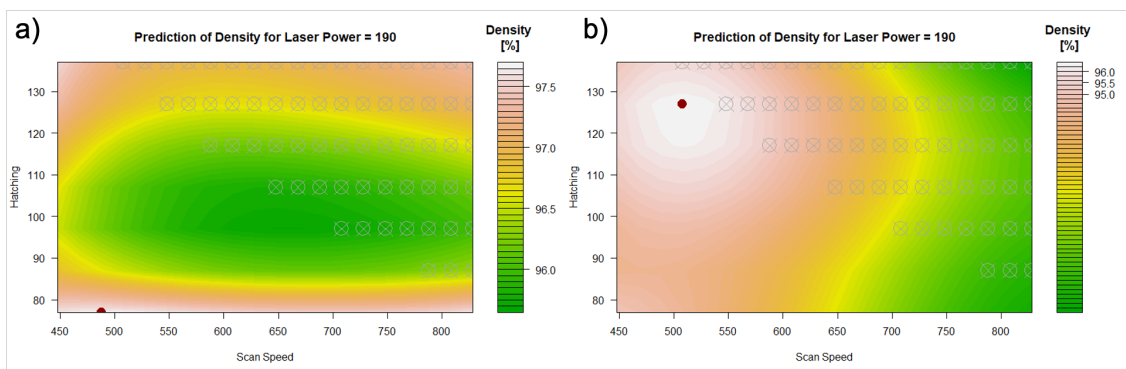 a)
Prediction of Density for Laser Power = 190
Density
[%]
97.5
97.0
96.5
96.0
Hatching
130
120
110
100
90
80
450 500 550 600 650 700 750 800
Scan Speed
b)
Prediction of Density for Laser Power = 190
Density
[%]
96.0
95.5
95.0
Hatching
130
120
110
100
90
80
450 500 550 600 650 700 750 800
Scan Speed